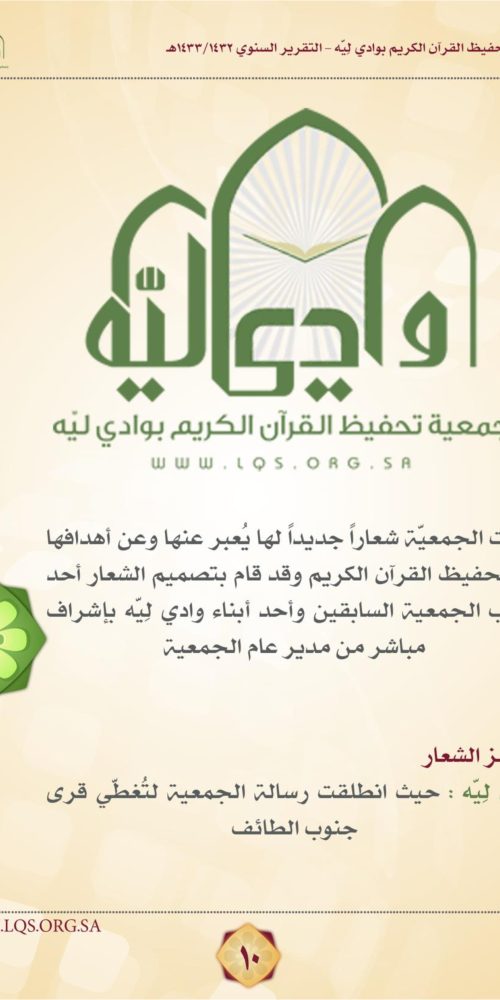 حفيظ القرآن الكريم بوادي لِيّه - التقرير السنوي ١٤٣٣/١٤٣٢هـ
وادي ليّه
جمعية تحفيظ القرآن الكريم بوادي ليّه
WWW.LQS.ORG.SA
ت الجمعيّة شعاراً جديداً لها يُعبر عنها وعن أهدافها
حفيظ القرآن الكريم وقد قام بتصميم الشعار أحد
ب الجمعية السابقين وأحد أبناء وادي لِيّه بإشراف
مباشر من مدير عام الجمعية
ز الشعار
لِيّه : حيث انطلقت رسالة الجمعية لتُغطّي قرى
جنوب الطائف
.LQS.ORG.SA
١٠